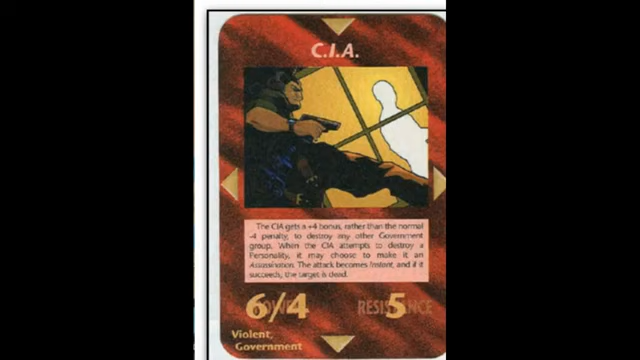 C.I.A.
The CIA gets a +4 bonus, rather than the normal
-4 penalty, to destroy any other Government
group. When the CIA attempts to destroy a
Personality, it may choose to make it an
Assassination. The attack becomes Instant, and if it
succeeds, the target is dead.
POWER 6/4 RESISTANCE 5
Violent,
Government